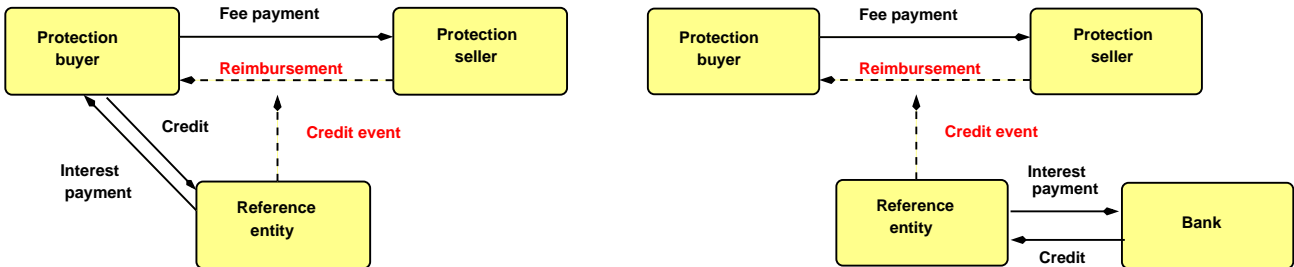 Fee payment
Protection
buyer
Protection
seller
Reimbursement
Credit
Credit event
Interest
payment
Reference
entity
Fee payment
Protection
buyer
Protection
seller
Reimbursement
Credit event
Reference
entity
Interest
payment
Bank
Credit